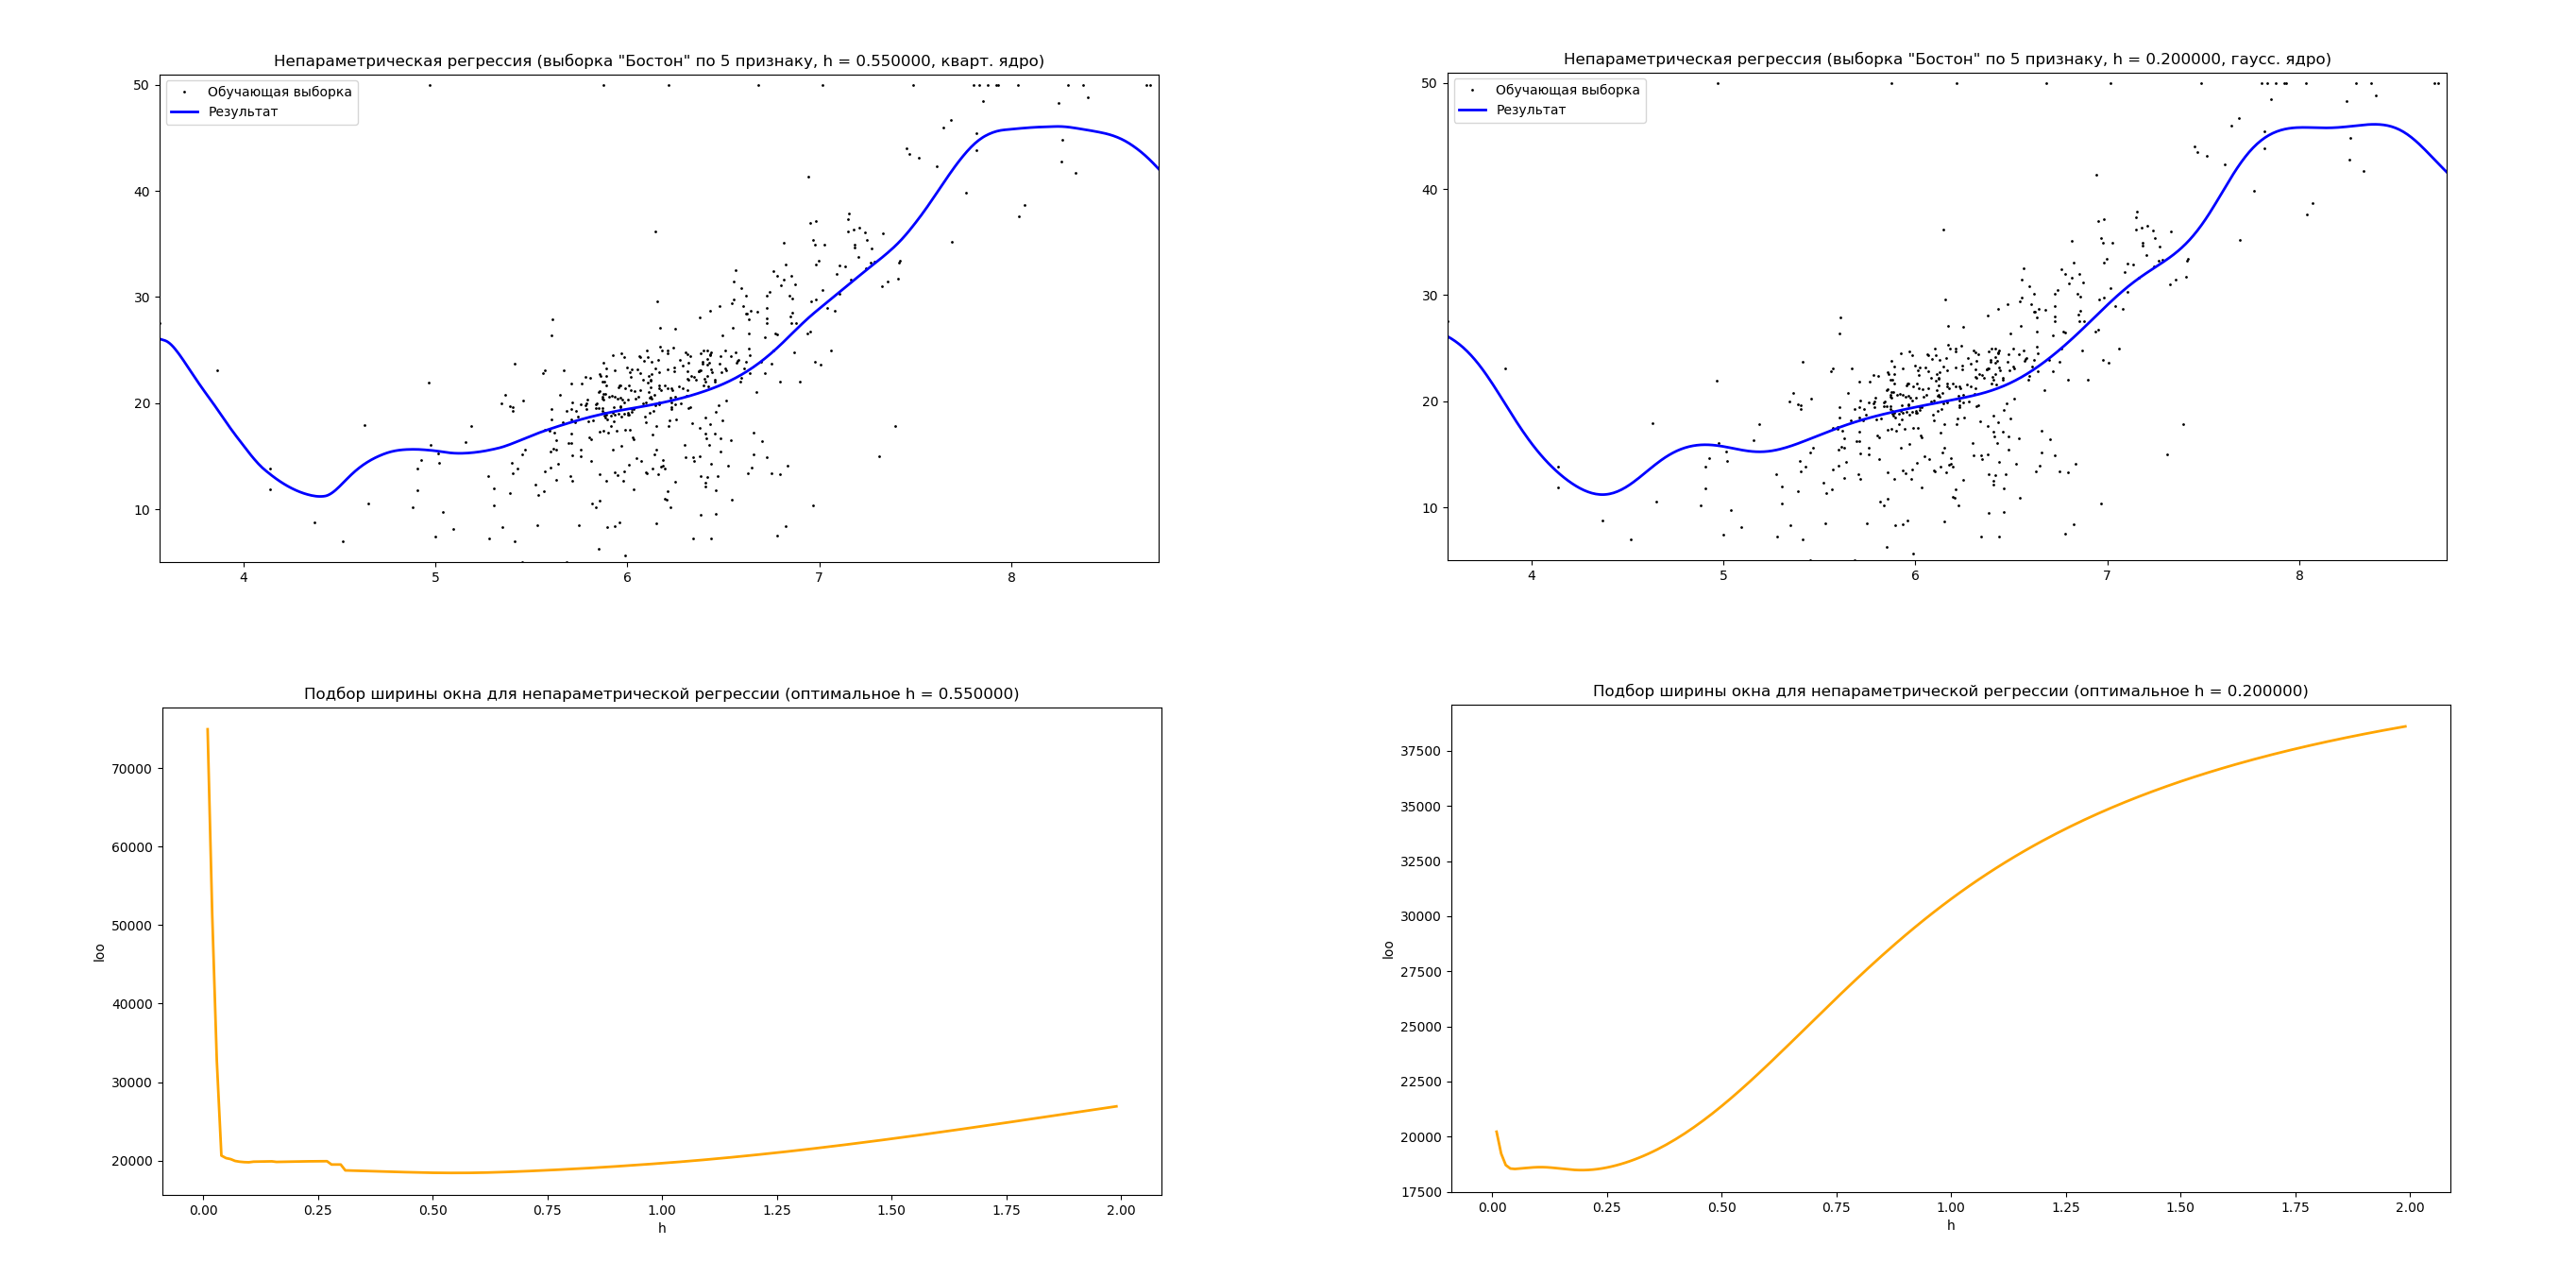 Непараметрическая регрессия (выборка "Бостон" по 5 признаку, h = 0.550000, кварт. ядро)
50
40
30
20
10
Обучающая выборка
Результат
4 5 6 7 8
Непараметрическая регрессия (выборка "Бостон" по 5 признаку, h = 0.200000, гаусс. ядро)
50
40
30
20
10
Обучающая выборка
Результат
4 5 6 7 8
Подбор ширины окна для непараметрической регрессии (оптимальное h = 0.550000)
loo
70000
60000
50000
40000
30000
20000
0.00 0.25 0.50 0.75 1.00 1.25 1.50 1.75 2.00
h
Подбор ширины окна для непараметрической регрессии (оптимальное h = 0.200000)
loo
37500
35000
32500
30000
27500
25000
22500
20000
17500
0.00 0.25 0.50 0.75 1.00 1.25 1.50 1.75 2.00
h